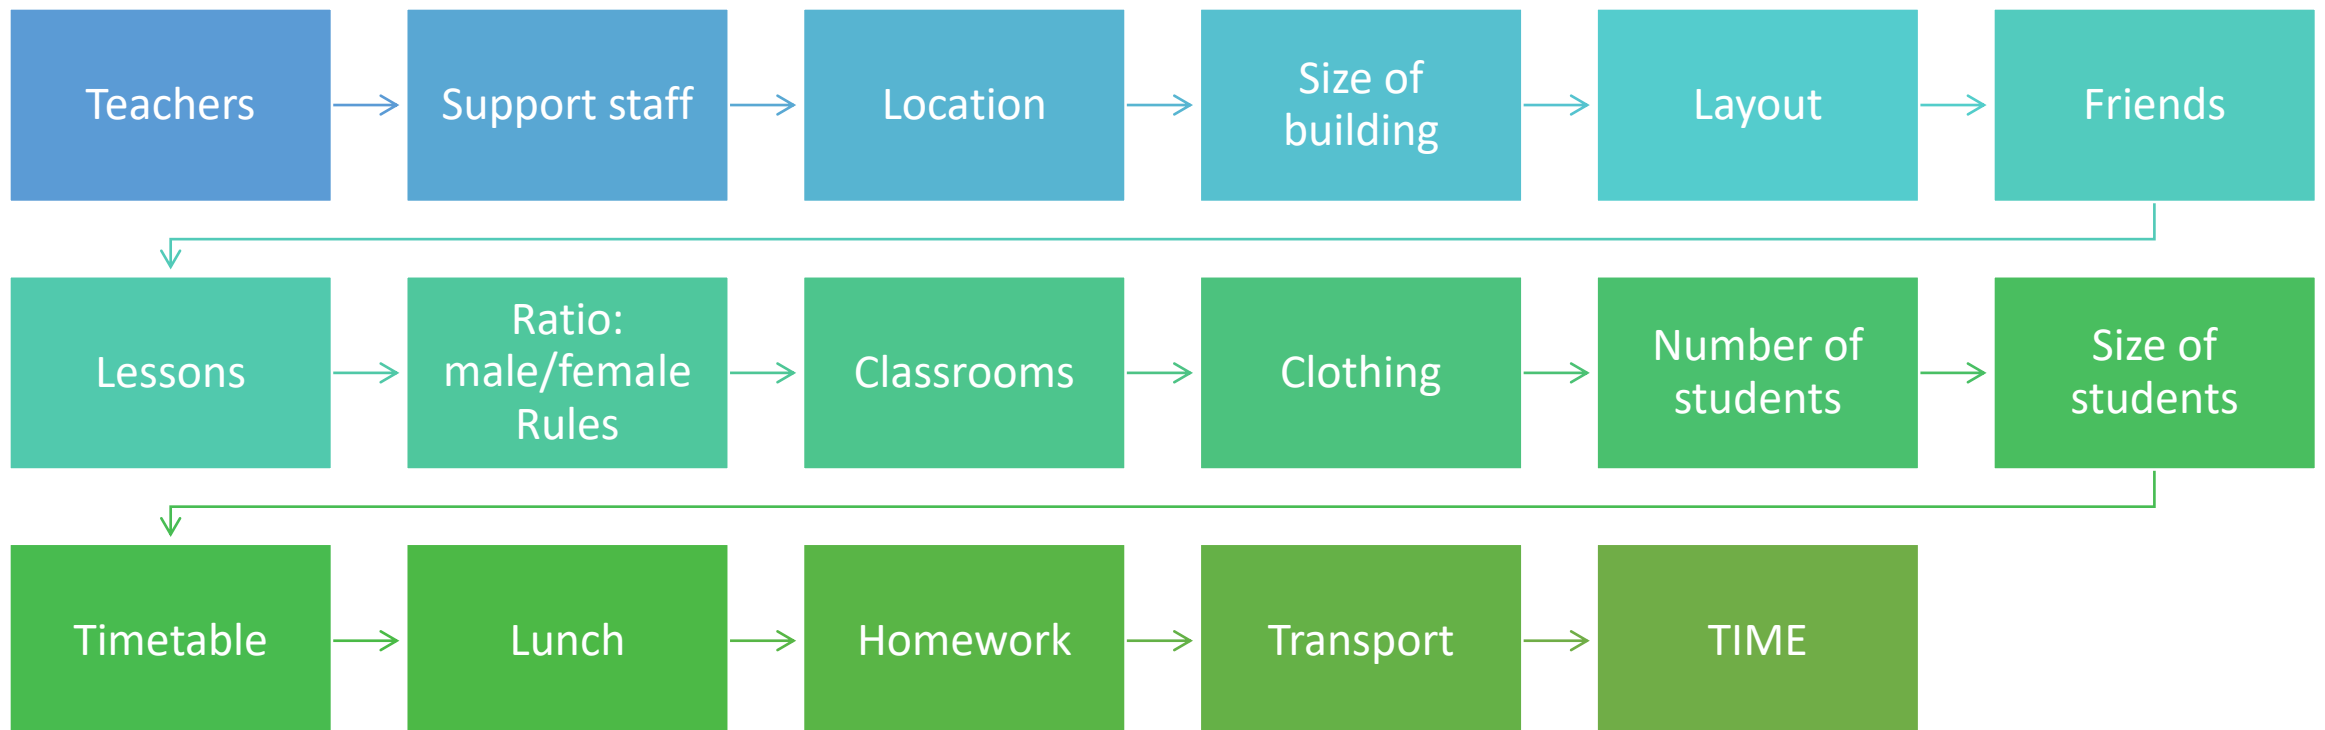 Teachers
Support staff
Location
Size of
building
Layout
Friends
Lessons
Ratio:
male/female
Rules
Classrooms
Clothing
Number of
students
Size of
students
Timetable
Lunch
Homework
Transport
TIME